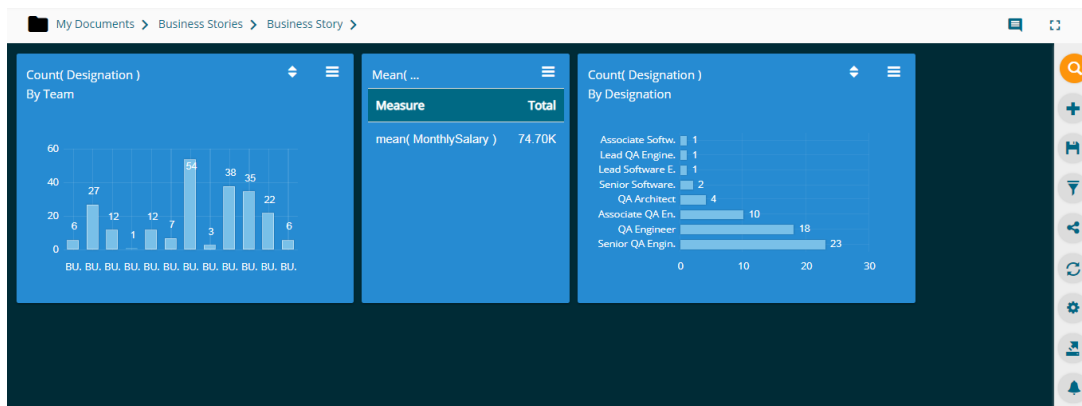 My Documents > Business Stories > Business Story >
Count( Designation )
By Team
60
40
20
0
6
27
12
1
12
7
54
3
38
35
22
6
BU. BU. BU. BU. BU. BU. BU. BU. BU. BU. BU. BU.
Mean( ...
Measure Total
mean( MonthlySalary ) 74.70K
Count( Designation )
By Designation
Associate Softw. 1
Lead QA Engine. 1
Lead Software E. 1
Senior Software. 2
QA Architect 4
Associate QA En. 10
QA Engineer 18
Senior QA Engin. 23
0 10 20 30